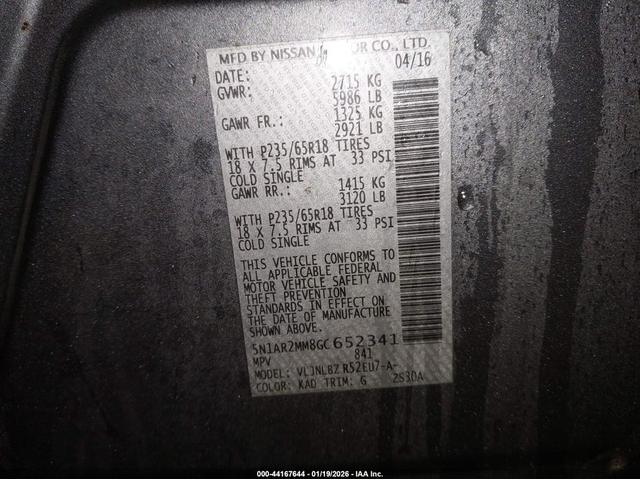 MFD BY NISSAN MOTOR CO., LTD.
DATE: 04/16
GVWR: 2715 KG
5986 LB
GAWR FR.: 1325 KG
2921 LB
WITH P235/65R18 TIRES
18 X 7.5 RIMS AT 33 PSI
COLD SINGLE
GAWR RR.: 1415 KG
3120 LB
WITH P235/65R18 TIRES
18 X 7.5 RIMS AT 33 PSI
COLD SINGLE
THIS VEHICLE CONFORMS TO
ALL APPLICABLE FEDERAL
MOTOR VEHICLE SAFETY AND
THEFT PREVENTION
STANDARDS IN EFFECT ON
THE DATE OF MANUFACTURE
SHOWN ABOVE.
5N1AR2MM8GC652341
MPV 841
MODEL: VLJNLBZ R52EU7-A-
COLOR: KAD TRIM: G 2S30A
000-44167644 - 01/19/2026 - IAA Inc.